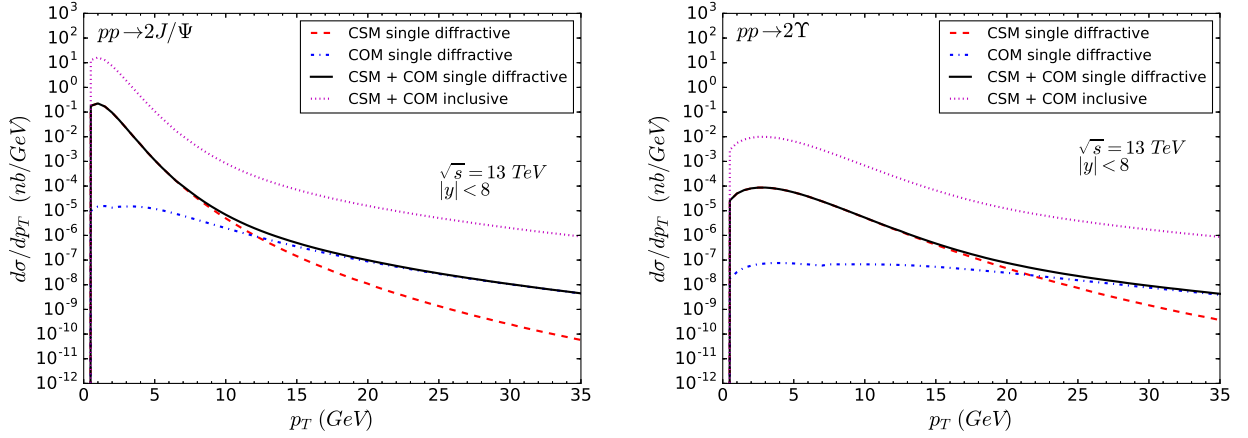 pp→2J/Ψ
CSM single diffractive
COM single diffractive
CSM + COM single diffractive
CSM + COM inclusive
√s = 13 TeV
|y| < 8
dσ/dp_T (nb/GeV)
10^3
10^2
10^1
10^0
10^-1
10^-2
10^-3
10^-4
10^-5
10^-6
10^-7
10^-8
10^-9
10^-10
10^-11
10^-12
0 5 10 15 20 25 30 35
p_T (GeV)
pp→2Υ
CSM single diffractive
COM single diffractive
CSM + COM single diffractive
CSM + COM inclusive
√s = 13 TeV
|y| < 8
dσ/dp_T (nb/GeV)
10^3
10^2
10^1
10^0
10^-1
10^-2
10^-3
10^-4
10^-5
10^-6
10^-7
10^-8
10^-9
10^-10
10^-11
10^-12
0 5 10 15 20 25 30 35
p_T (GeV)